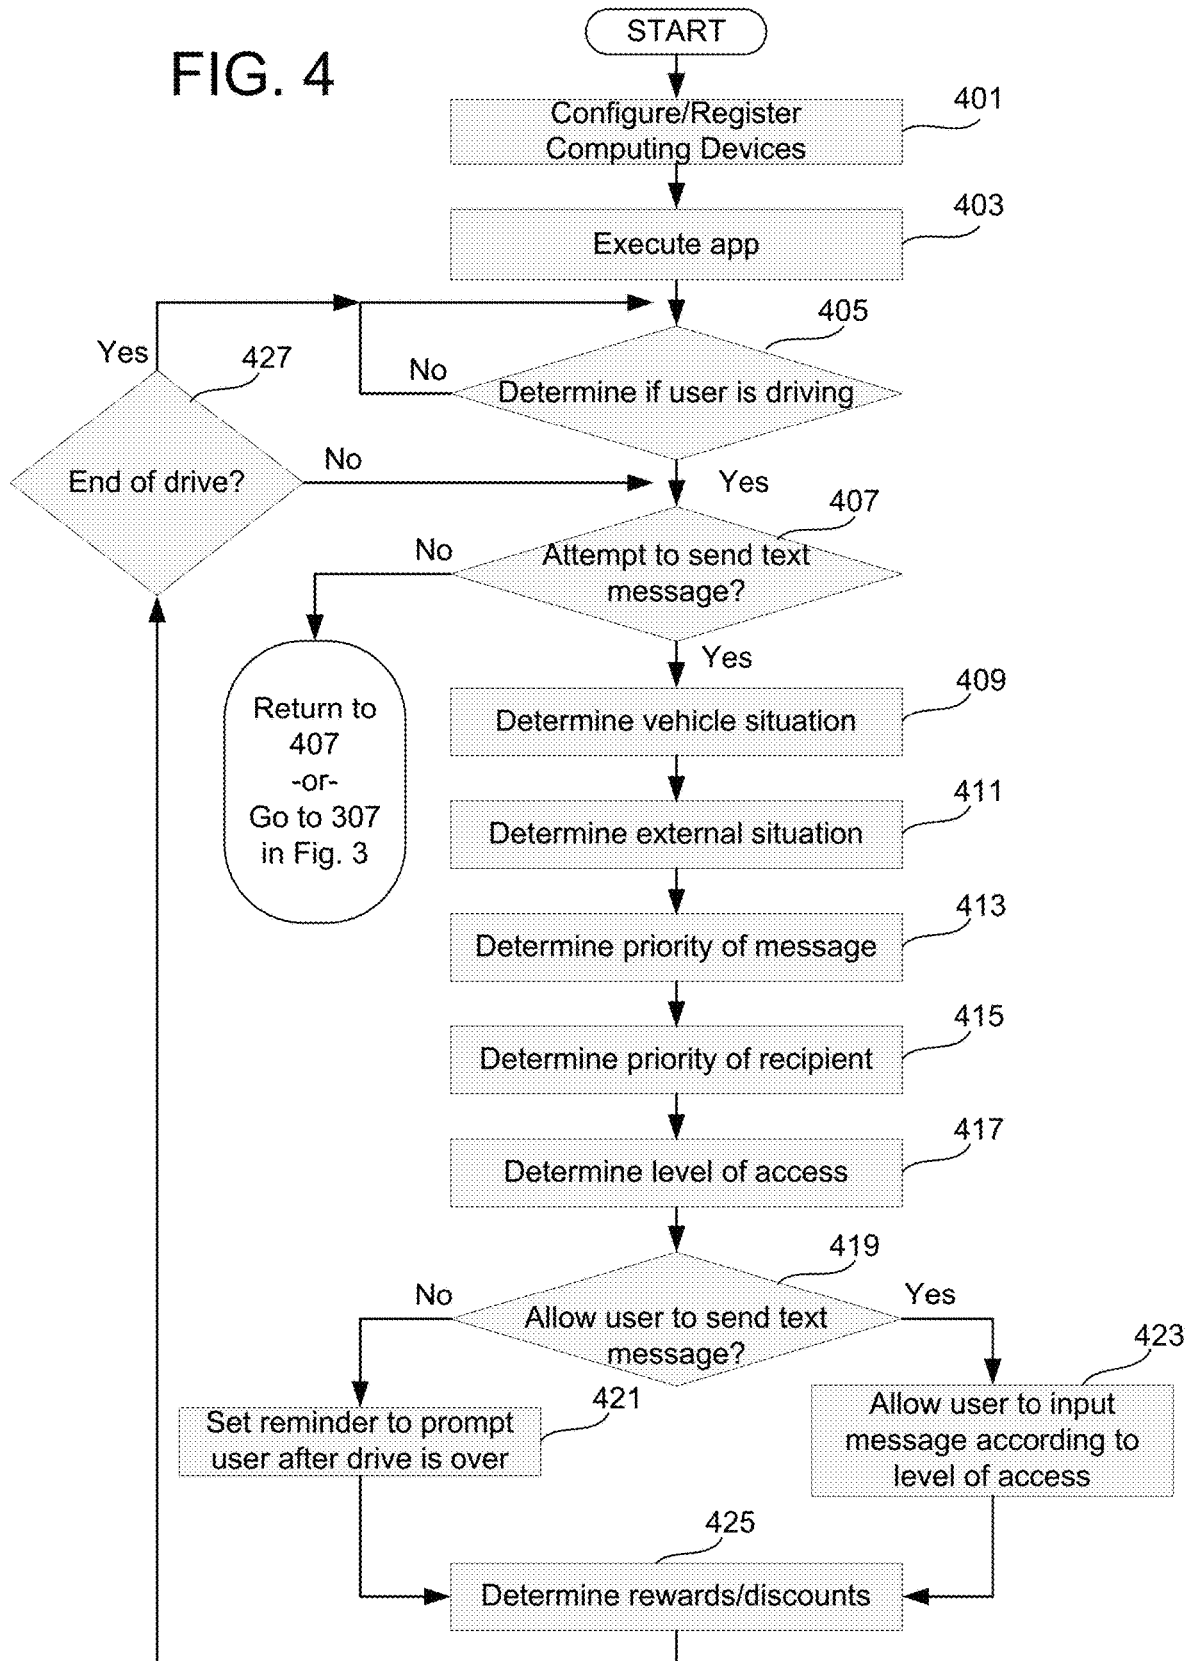 START
FIG. 4
Configure/Register
Computing Devices
401
Execute app
403
405
Yes
427
No
Determine if user is driving
End of drive?
No
Yes
407
No
Attempt to send text
message?
Yes
Return to
407
-or-
Go to 307
in Fig. 3
Determine vehicle situation
409
Determine external situation
411
Determine priority of message
413
Determine priority of recipient
415
Determine level of access
417
419
No
Yes
Allow user to send text
message?
423
421
Set reminder to prompt
user after drive is over
Allow user to input
message according to
level of access
425
Determine rewards/discounts